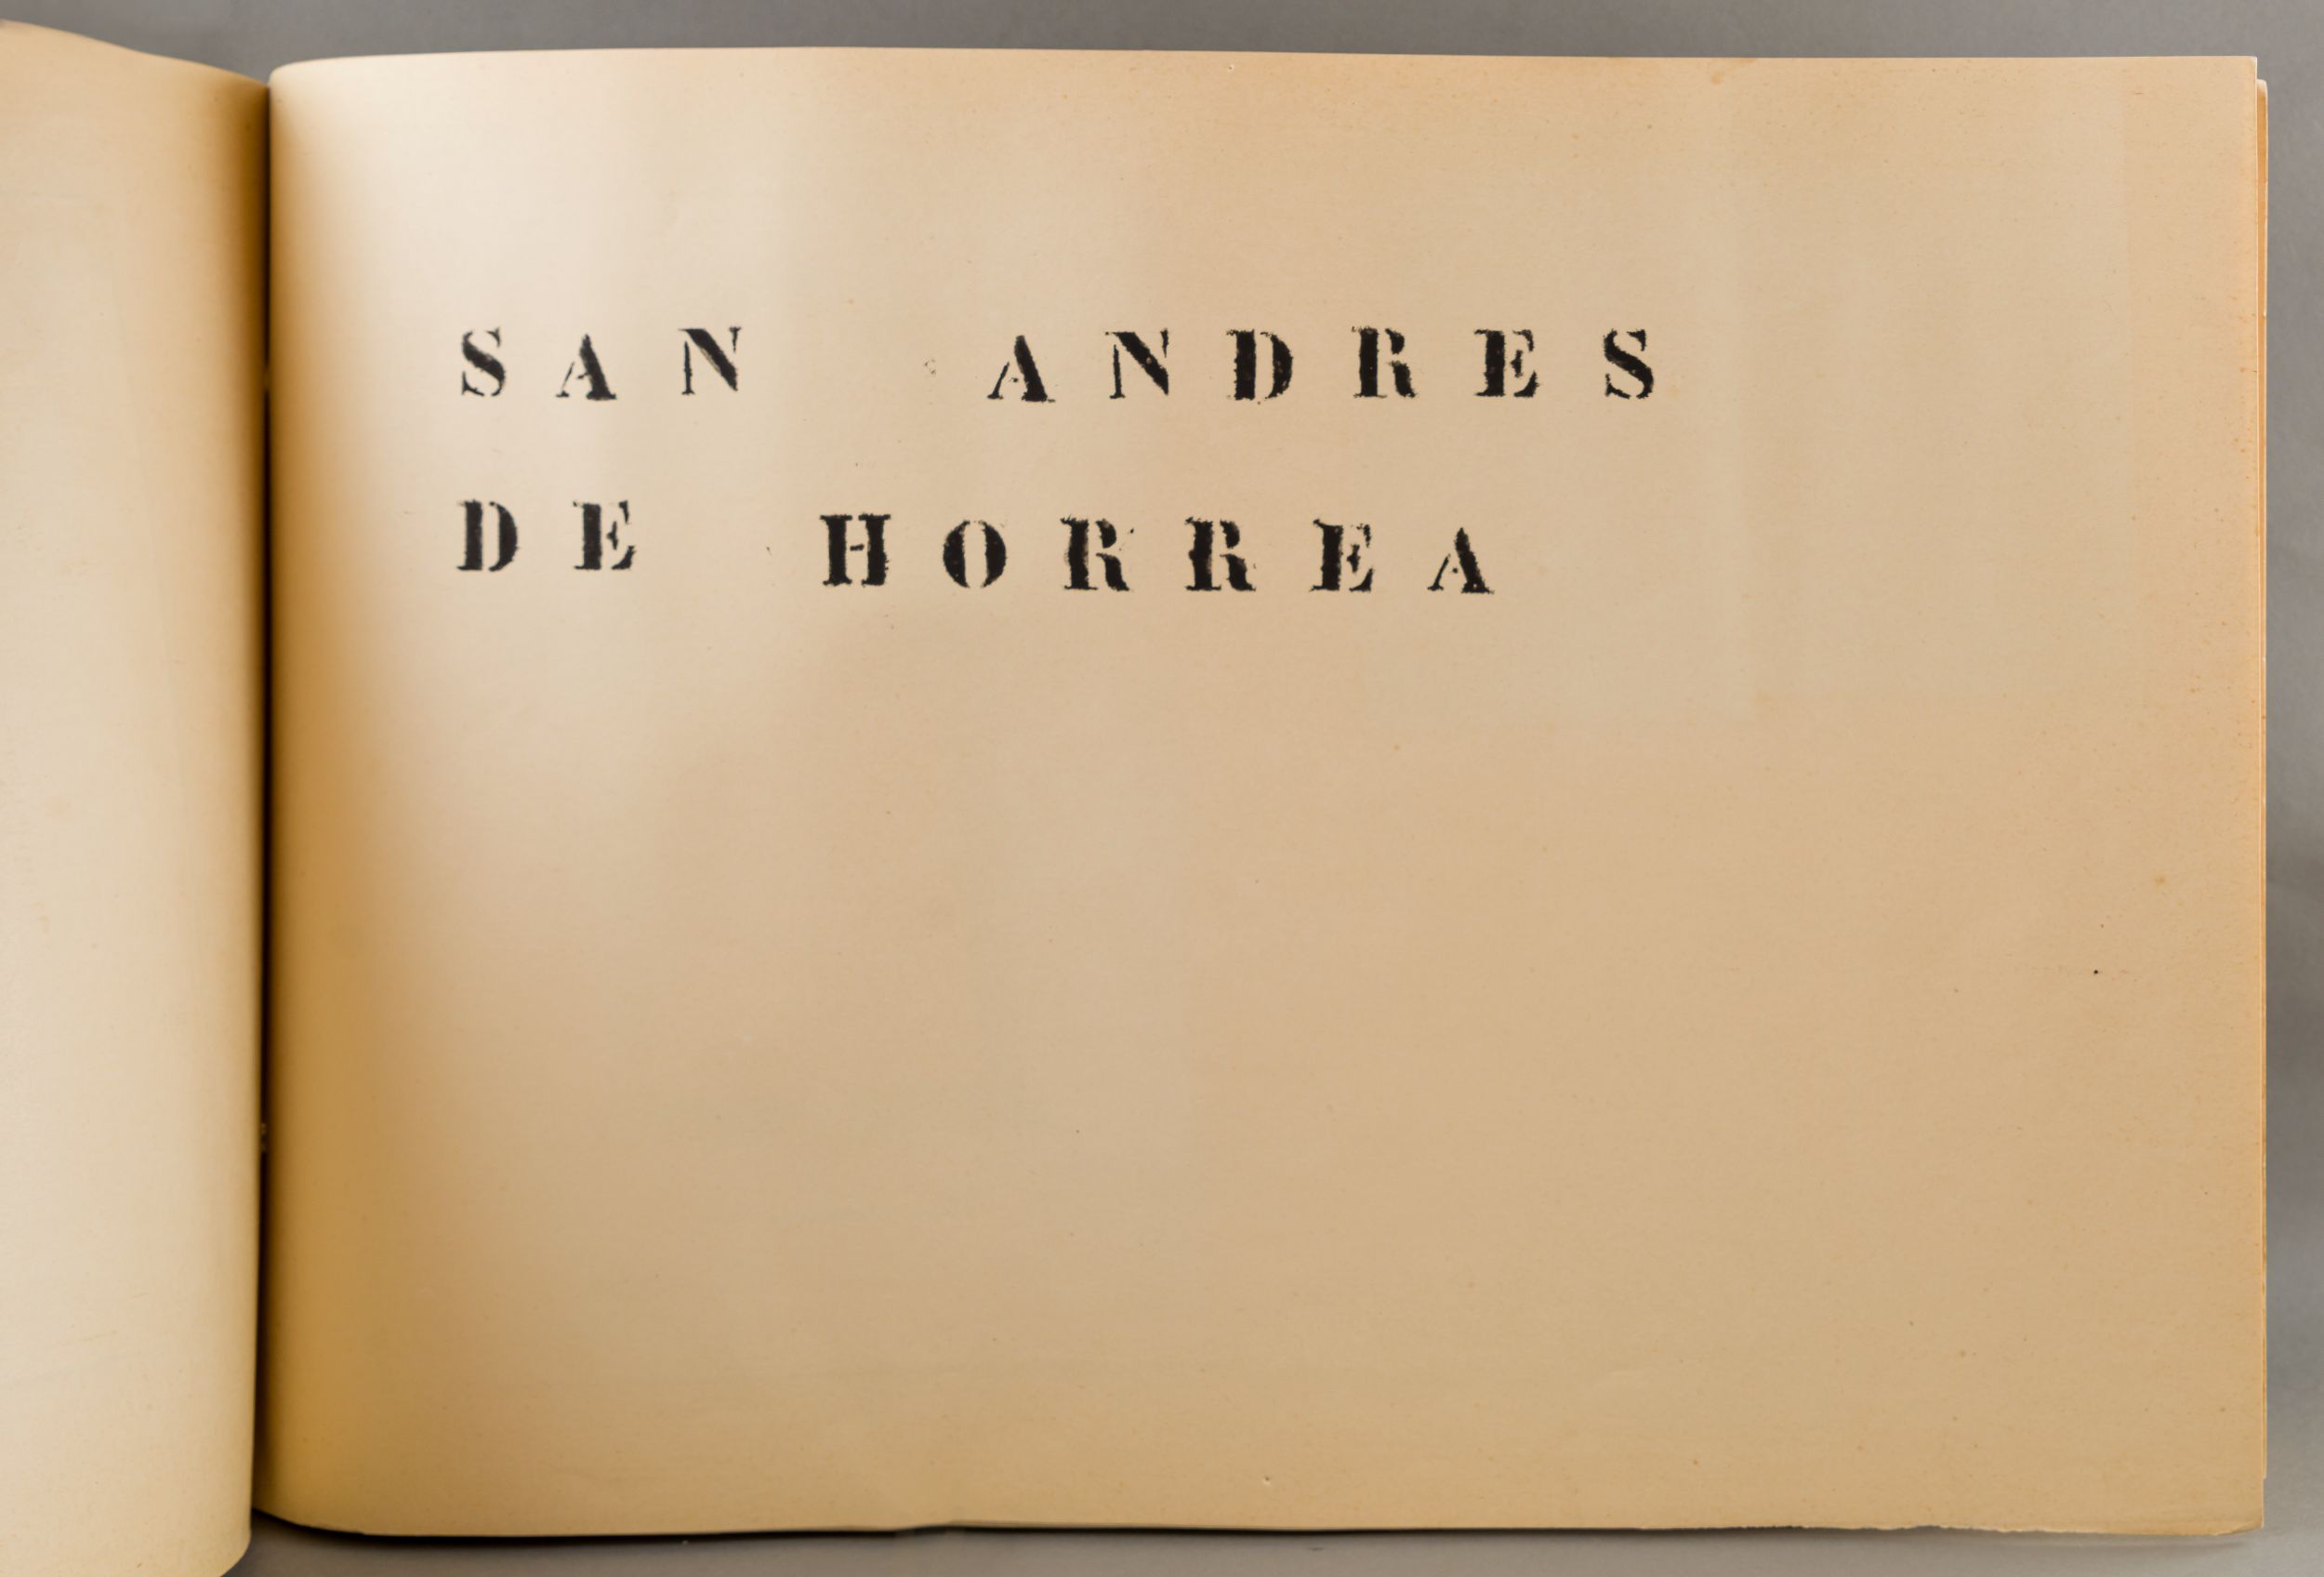 SAN ANDRES
DE HORREA